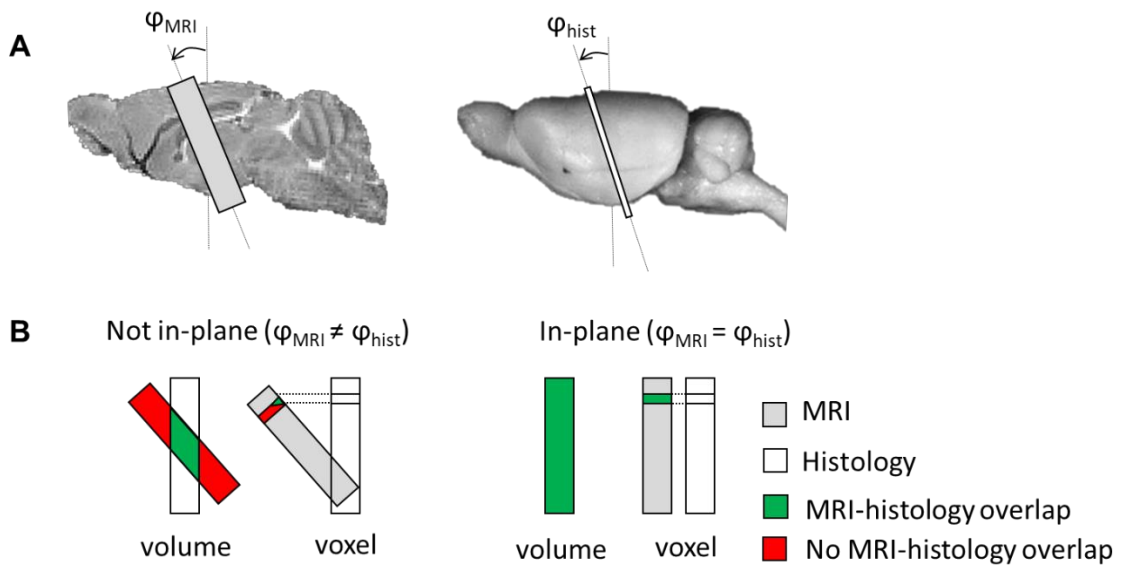 A
φMRI
φhist
B
Not in-plane (φMRI ≠ φhist)
In-plane (φMRI = φhist)
MRI
Histology
MRI-histology overlap
No MRI-histology overlap
volume
voxel
volume
voxel